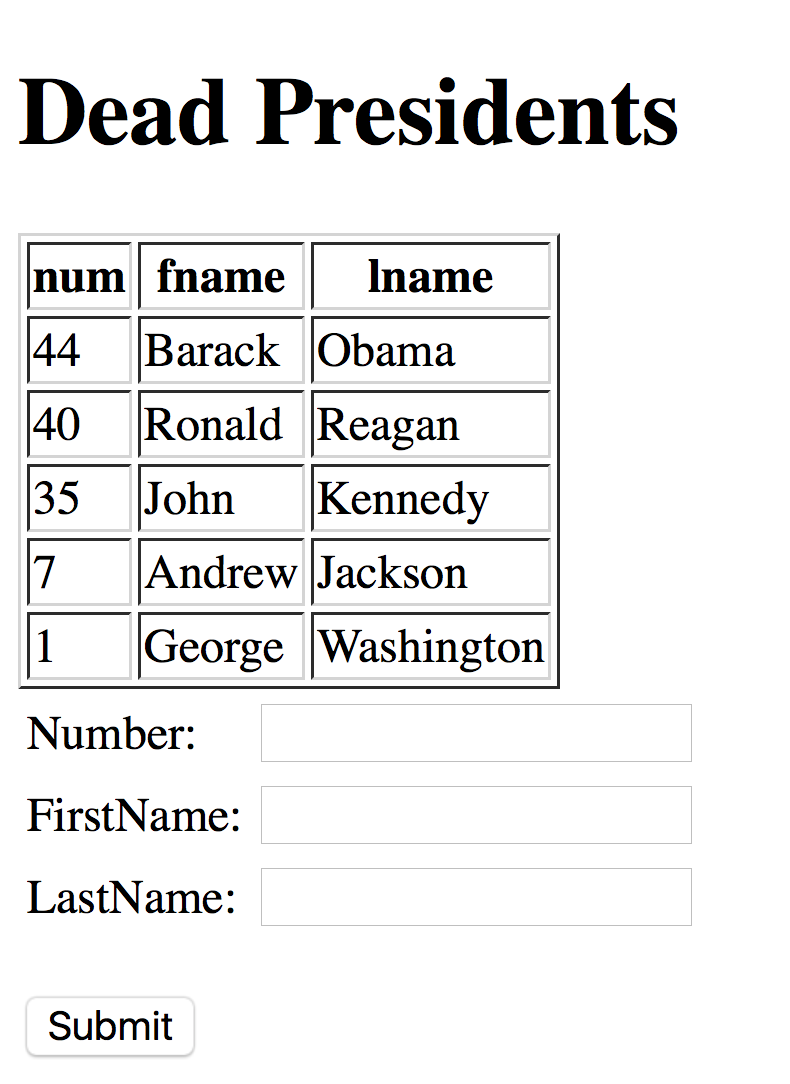 Dead Presidents
num fname lname
44 Barack Obama
40 Ronald Reagan
35 John Kennedy
7 Andrew Jackson
1 George Washington
Number:
FirstName:
LastName:
Submit